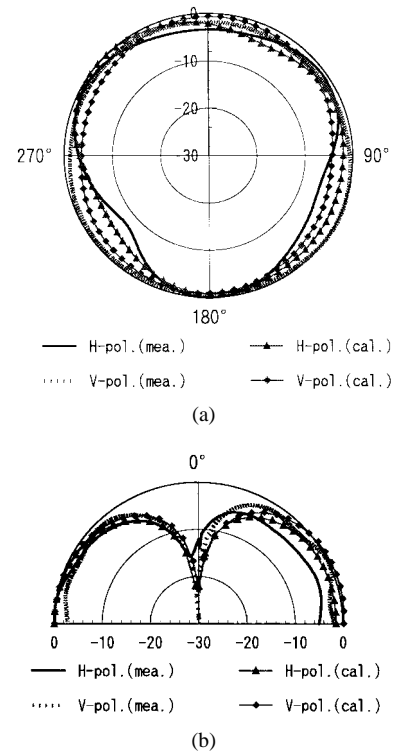 -0
-10
-20
-30
270°
90°
180°
H-pol.(mea.)
H-pol.(cal.)
V-pol.(mea.)
V-pol.(cal.)
(a)
0°
0 -10 -20 -30 -20 -10 0
H-pol.(mea.)
H-pol.(cal.)
V-pol.(mea.)
V-pol.(cal.)
(b)